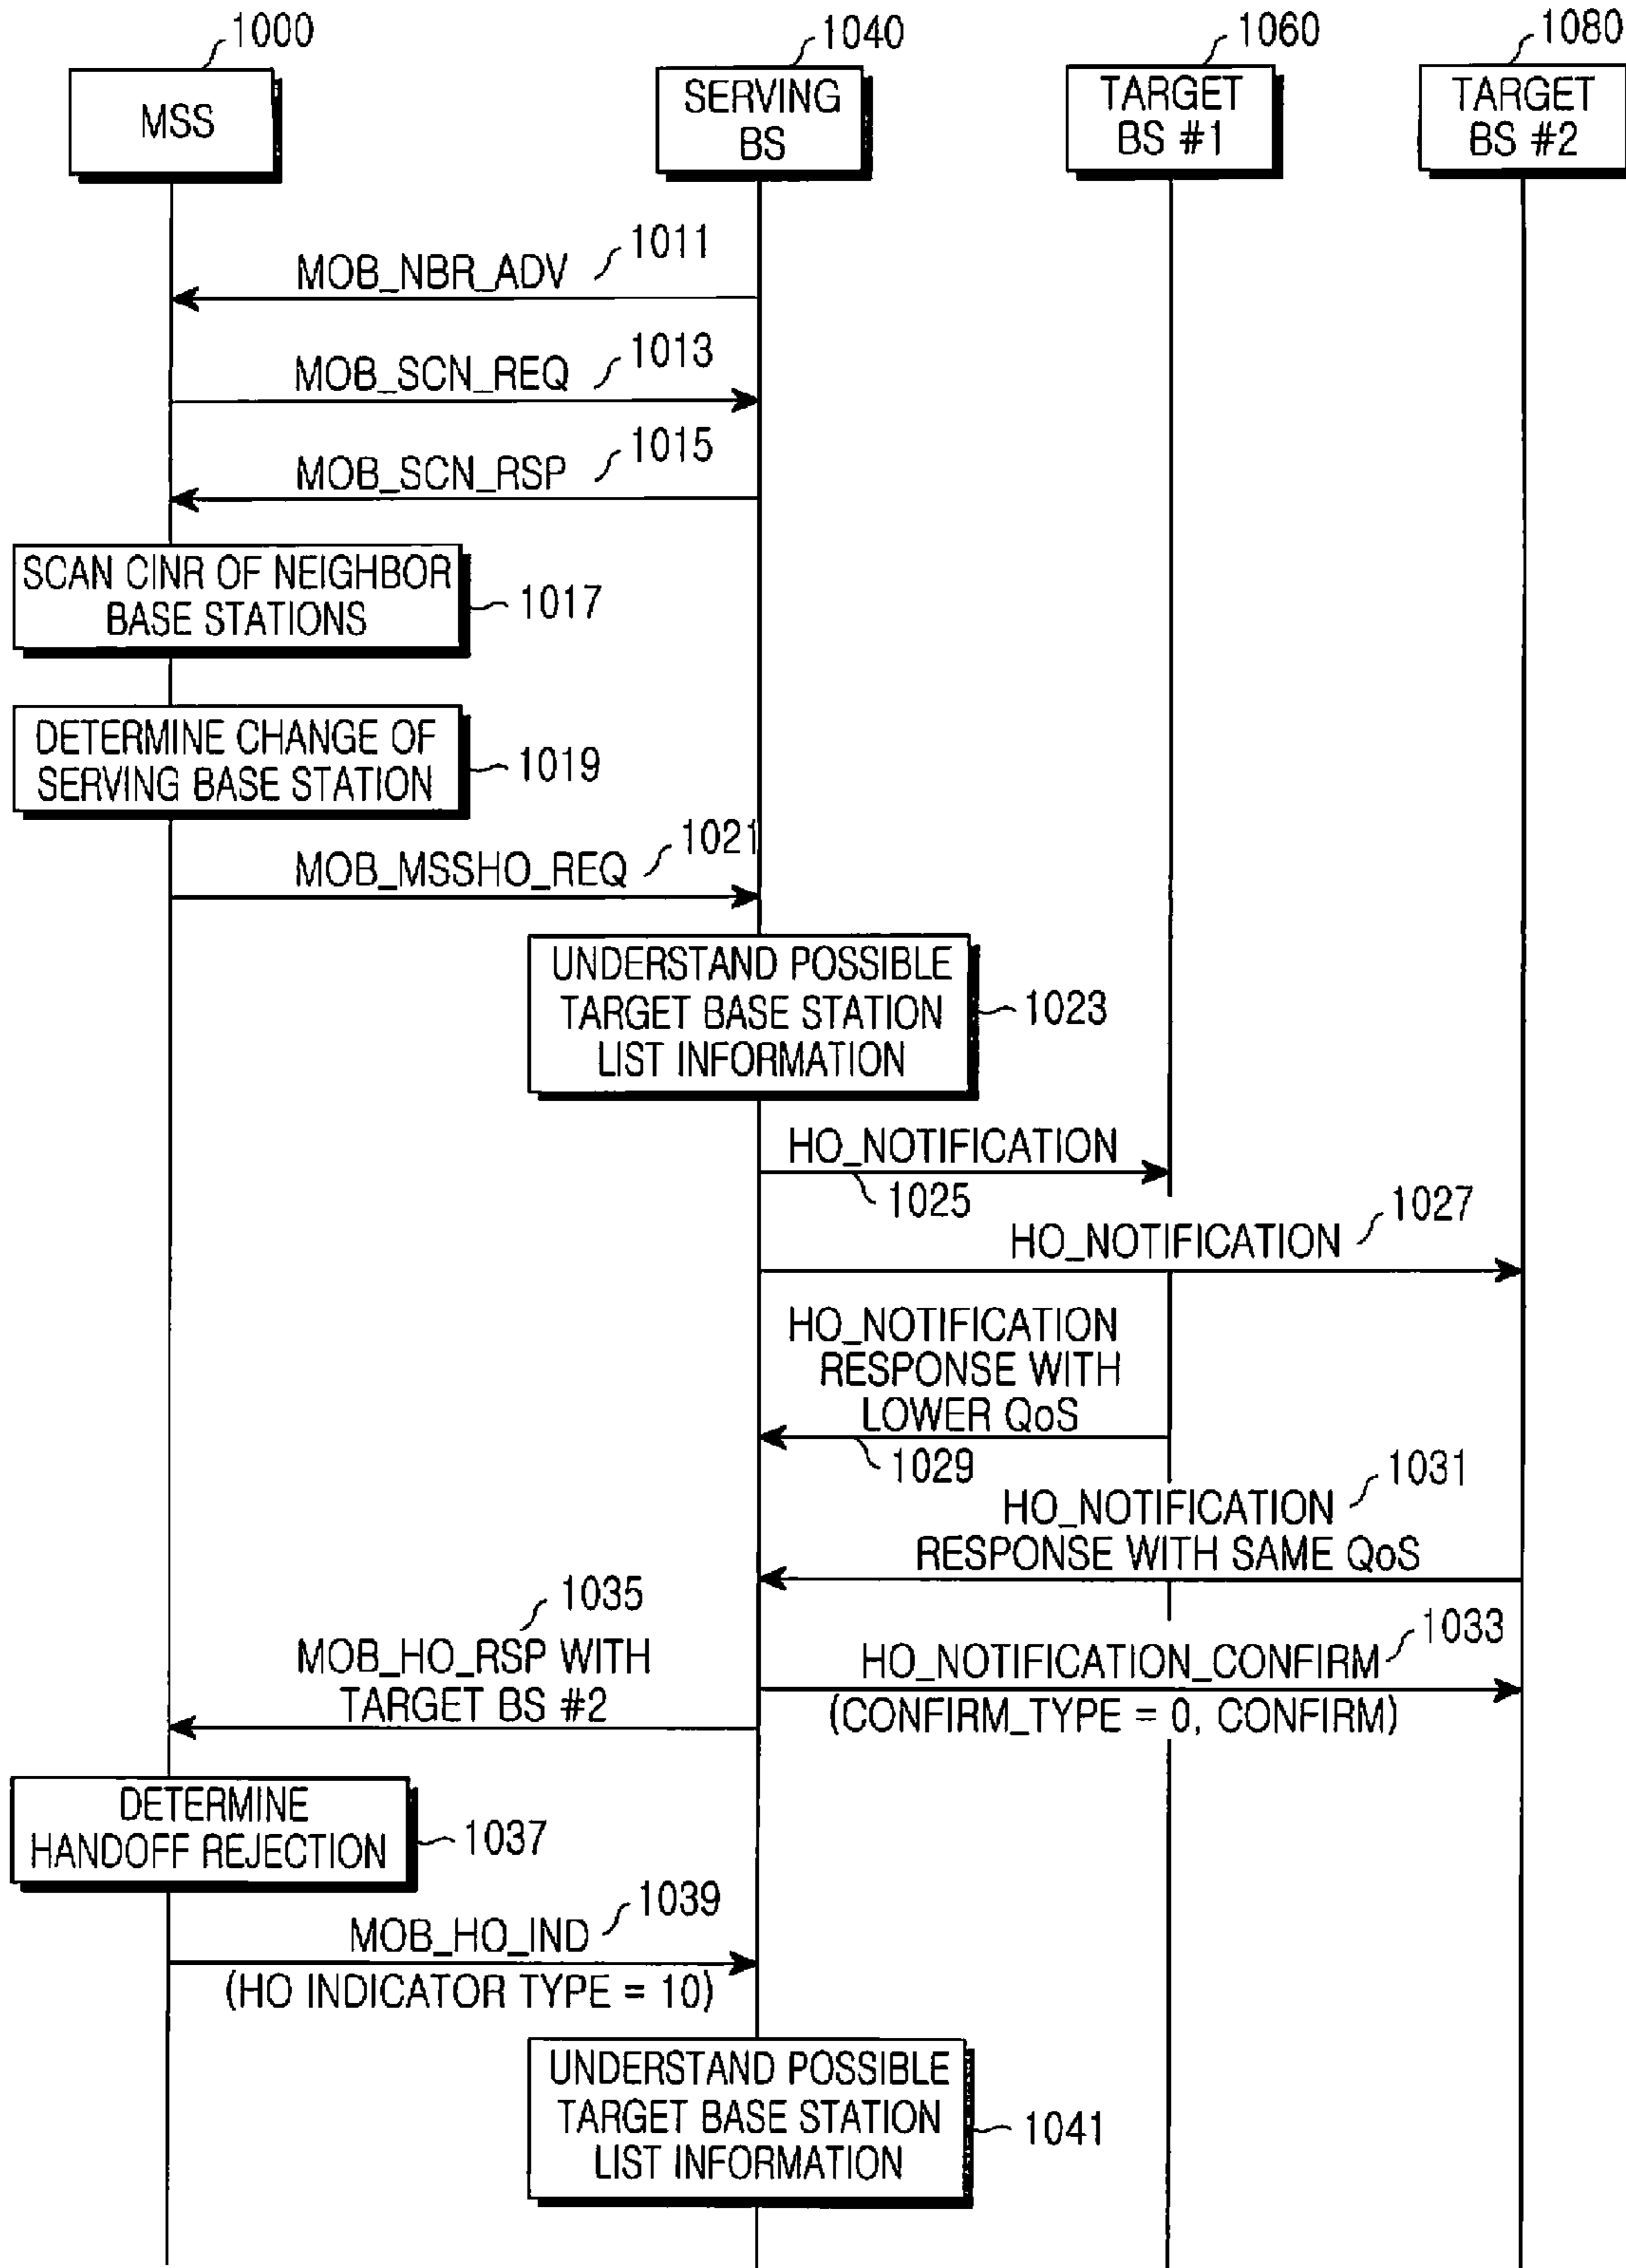 1000
1040
1060
1080
MSS
SERVING
BS
TARGET
BS #1
TARGET
BS #2
1011
MOB_NBR_ADV
1013
MOB_SCN_REQ
1015
MOB_SCN_RSP
SCAN CINR OF NEIGHBOR
BASE STATIONS
1017
DETERMINE CHANGE OF
SERVING BASE STATION
1019
1021
MOB_MSSHO_REQ
UNDERSTAND POSSIBLE
TARGET BASE STATION
LIST INFORMATION
1023
HO_NOTIFICATION
1025
1027
HO_NOTIFICATION
HO_NOTIFICATION
RESPONSE WITH
LOWER QoS
1029
1031
HO_NOTIFICATION
RESPONSE WITH SAME QoS
1035
MOB_HO_RSP WITH
TARGET BS #2
1033
HO_NOTIFICATION_CONFIRM
(CONFIRM_TYPE = 0, CONFIRM)
DETERMINE
HANDOFF REJECTION
1037
1039
MOB_HO_IND
(HO INDICATOR TYPE = 10)
UNDERSTAND POSSIBLE
TARGET BASE STATION
LIST INFORMATION
1041